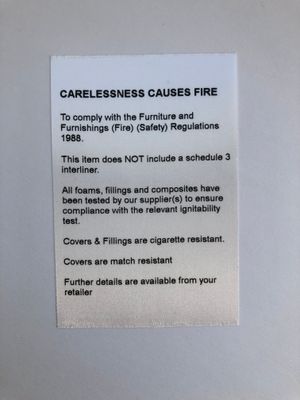 CARELESSNESS CAUSES FIRE
To comply with the Furniture and
Furnishings (Fire) (Safety) Regulations
1988.
This item does NOT include a schedule 3
interliner.
All foams, fillings and composites have
been tested by our supplier(s) to ensure
compliance with the relevant ignitability
test.
Covers & Fillings are cigarette resistant.
Covers are match resistant
Further details are available from your
retailer